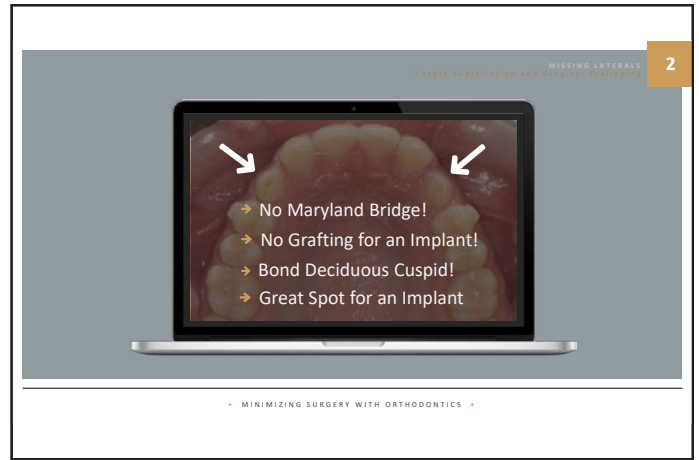 MISSING LATERALS
Cuspid Substitution and Gingival Scalloping
2
→ No Maryland Bridge!
→ No Grafting for an Implant!
→ Bond Deciduous Cuspid!
→ Great Spot for an Implant
• MINIMIZING SURGERY WITH ORTHODONTICS •